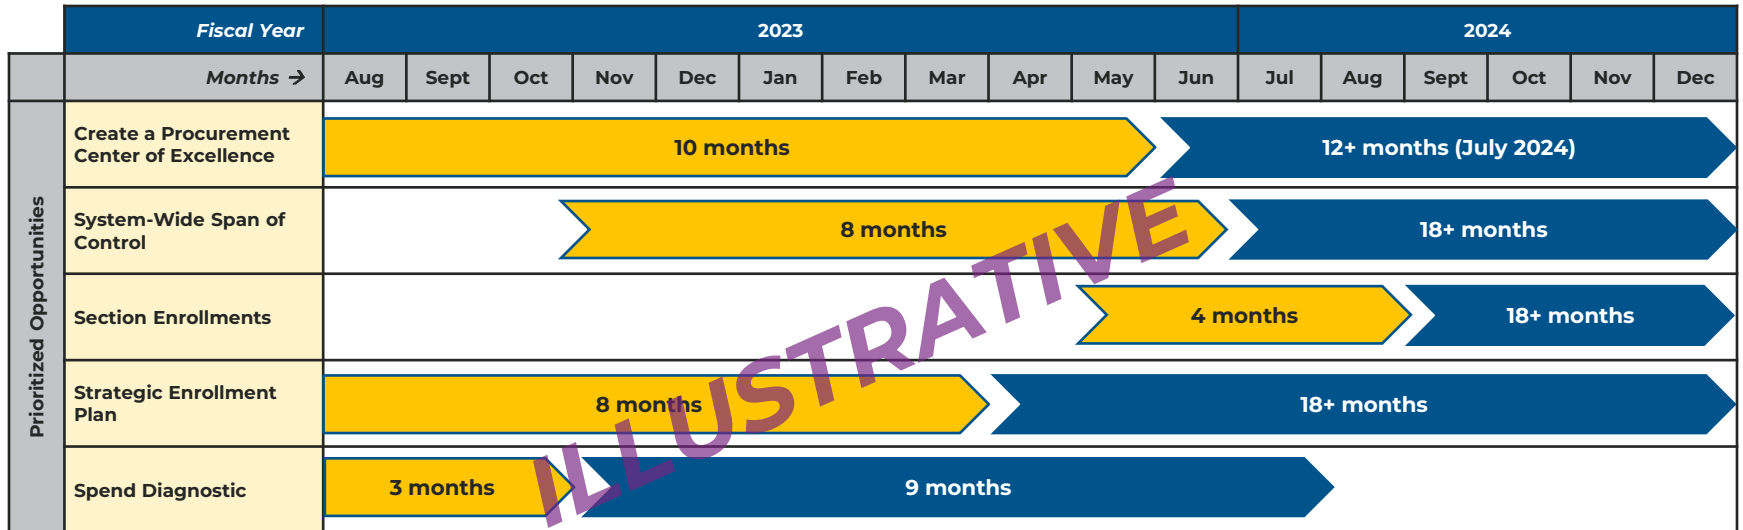 Fiscal Year 2023 2024
Months → Aug Sept Oct Nov Dec Jan Feb Mar Apr May Jun Jul Aug Sept Oct Nov Dec
Prioritized Opportunities
Create a Procurement
Center of Excellence
10 months 12+ months (July 2024)
System-Wide Span of
Control
8 months 18+ months
Section Enrollments 4 months 18+ months
Strategic Enrollment
Plan
8 months 18+ months
Spend Diagnostic 3 months 9 months
ILLUSTRATIVE